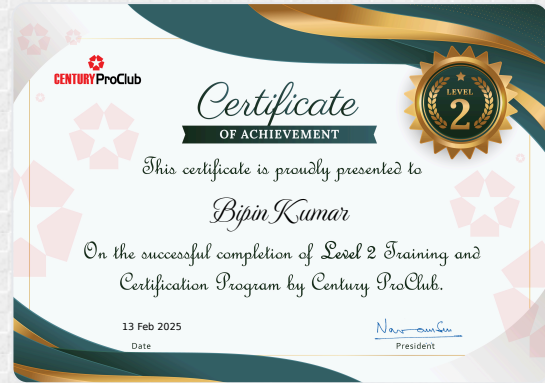 CENTURY ProClub
Certificate
OF ACHIEVEMENT
LEVEL
2
This certificate is proudly presented to
Bipin Kumar
On the successful completion of Level 2 Training and
Certification Program by Century ProClub.
13 Feb 2025
Date
President